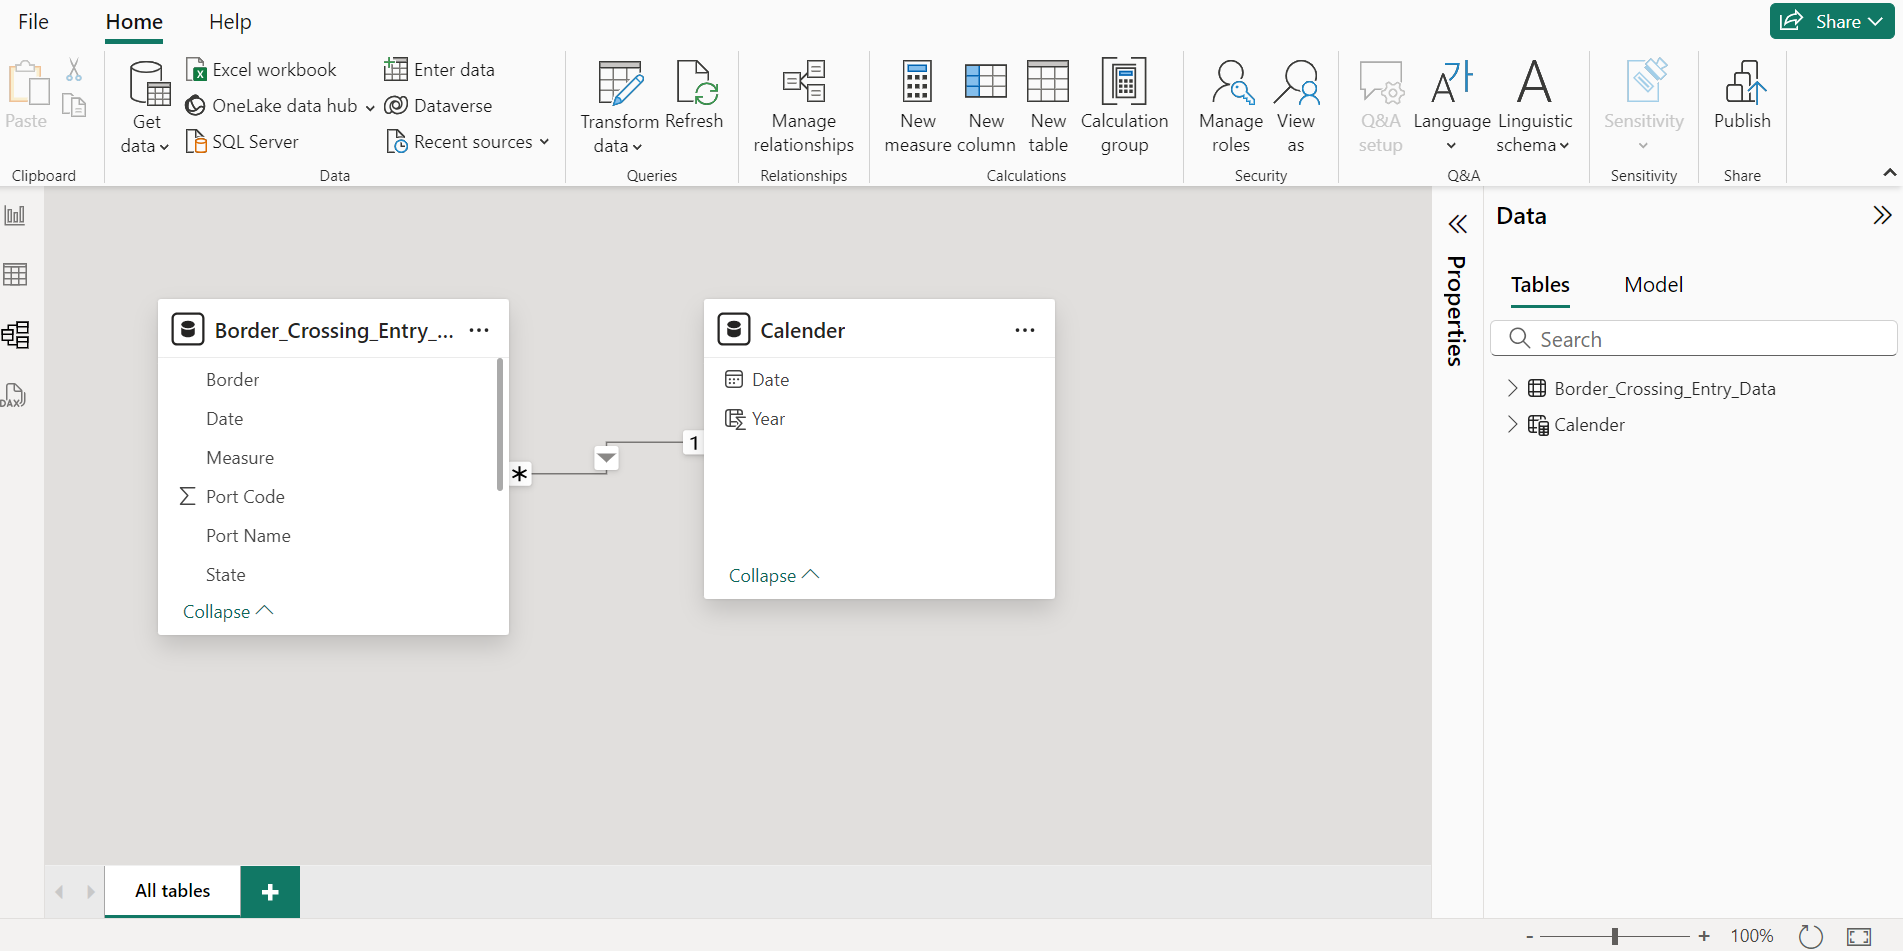 File
Home
Help
Share
Paste
Clipboard
Get
data
Excel workbook
OneLake data hub
SQL Server
Enter data
Dataverse
Recent sources
Data
Transform
data
Refresh
Queries
Manage
relationships
Relationships
New
measure
New
column
New
table
Calculation
group
Calculations
Manage
roles
View
as
Security
Q&A
setup
Language
Linguistic
schema
Q&A
Sensitivity
Sensitivity
Publish
Share
DAX
Border_Crossing_Entry_...
Border
Date
Measure
Port Code
Port Name
State
Collapse
*
1
Calender
Date
Year
Collapse
Properties
Data
Tables
Model
Search
Border_Crossing_Entry_Data
Calender
All tables
+
- + 100%